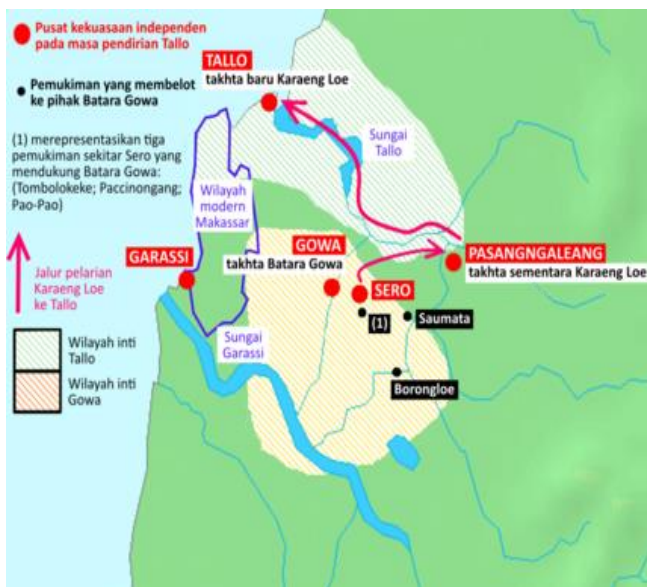 Pusat kekuasaan independen
pada masa pendirian Tallo
Pemukiman yang membelot
ke pihak Batara Gowa
(1) merepresentasikan tiga
pemukiman sekitar Sero yang
mendukung Batara Gowa:
(Tombolokeke; Paccinongang;
Pao-Pao)
Jalur pelarian
Karaeng Loe
ke Tallo
Wilayah inti
Tallo
Wilayah inti
Gowa
TALLO
takhta baru Karaeng Loe
Sungai
Tallo
Wilayah
modern
Makassar
GARASSI
GOWA
takhta Batara Gowa
PASANGNGALEANG
takhta sementara Karaeng Loe
SERO
(1)
Saumata
Sungai
Garassi
Borongloe